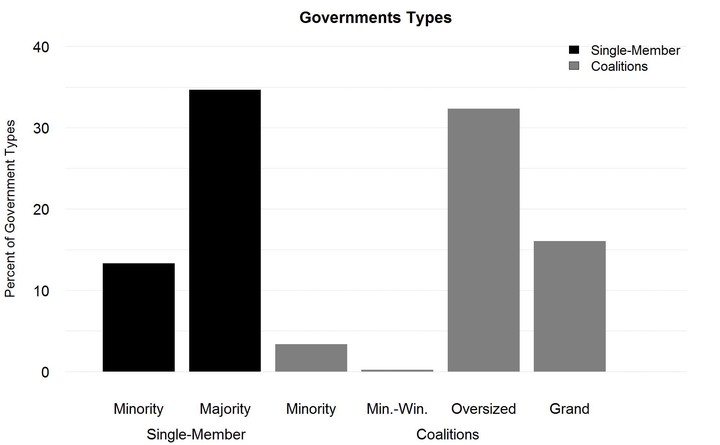 Governments Types
Single-Member
Coalitions
Percent of Government Types
40
30
20
10
0
Minority Majority Minority Min.-Win. Oversized Grand
Single-Member Coalitions